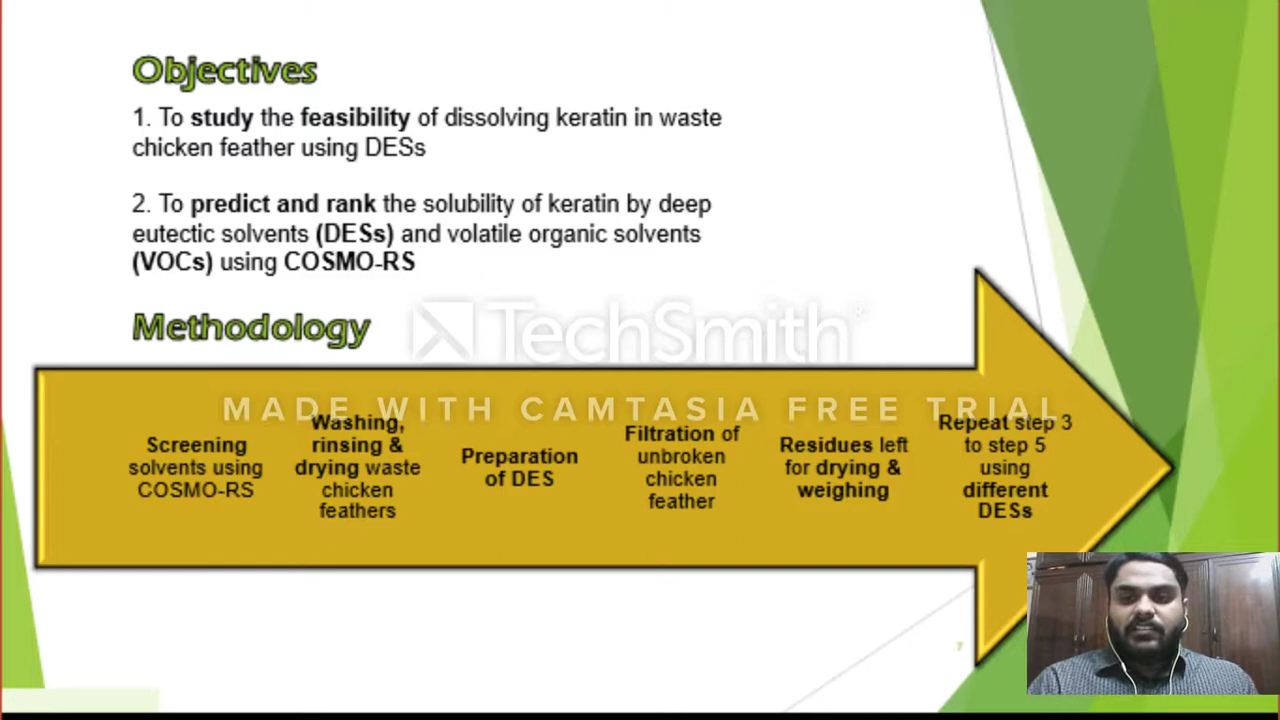 Objectives
1. To study the feasibility of dissolving keratin in waste
chicken feather using DESs
2. To predict and rank the solubility of keratin by deep
eutectic solvents (DESs) and volatile organic solvents
(VOCs) using COSMO-RS
Methodology
TechSmith®
MADE WITH CAMTASIA FREE TRIAL
Screening
solvents using
COSMO-RS
Washing,
rinsing &
drying waste
chicken
feathers
Preparation
of DES
Filtration of
unbroken
chicken
feather
Residues left
for drying &
weighing
Repeat step 3
to step 5
using
different
DESs
7